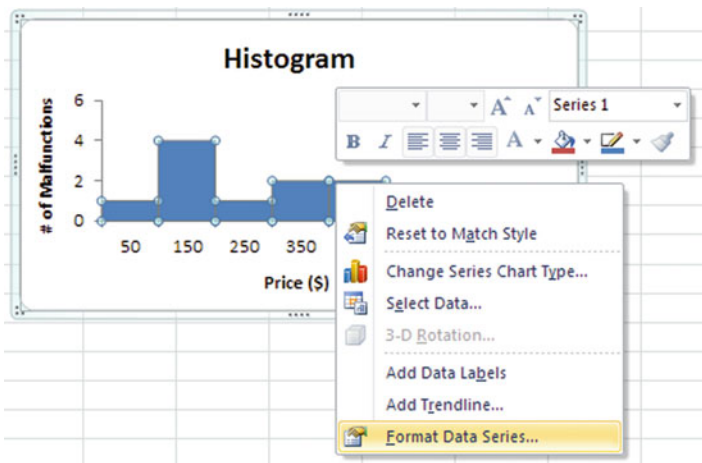 Histogram
# of Malfunctions
6
4
2
0
50 150 250 350
Price ($)
A A Series 1
B I A
Delete
Reset to Match Style
Change Series Chart Type...
Select Data...
3-D Rotation...
Add Data Labels
Add Trendline...
Format Data Series...